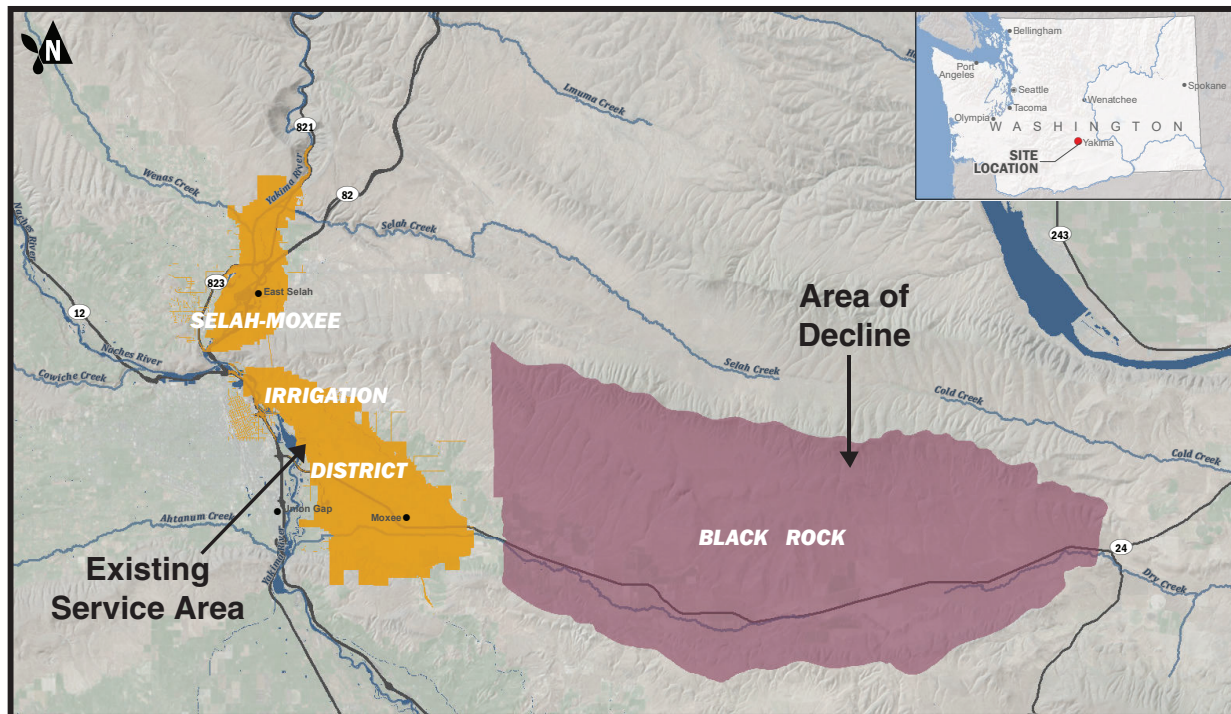 N
821
Yakima River
Lmuma Creek
Wenas Creek
82
Naches River
Selah Creek
823
East Selah
SELAH-MOXEE
12
Naches River
Cowiche Creek
IRRIGATION
DISTRICT
Union Gap
Moxee
Ahtanum Creek
Yakima River
Existing
Service Area
Area of
Decline
Selah Creek
Cold Creek
Cold Creek
BLACK ROCK
24
Dry Creek
243
Bellingham
Port
Angeles
Seattle
Spokane
Wenatchee
Tacoma
Olympia
WASHINGTON
Yakima
SITE
LOCATION